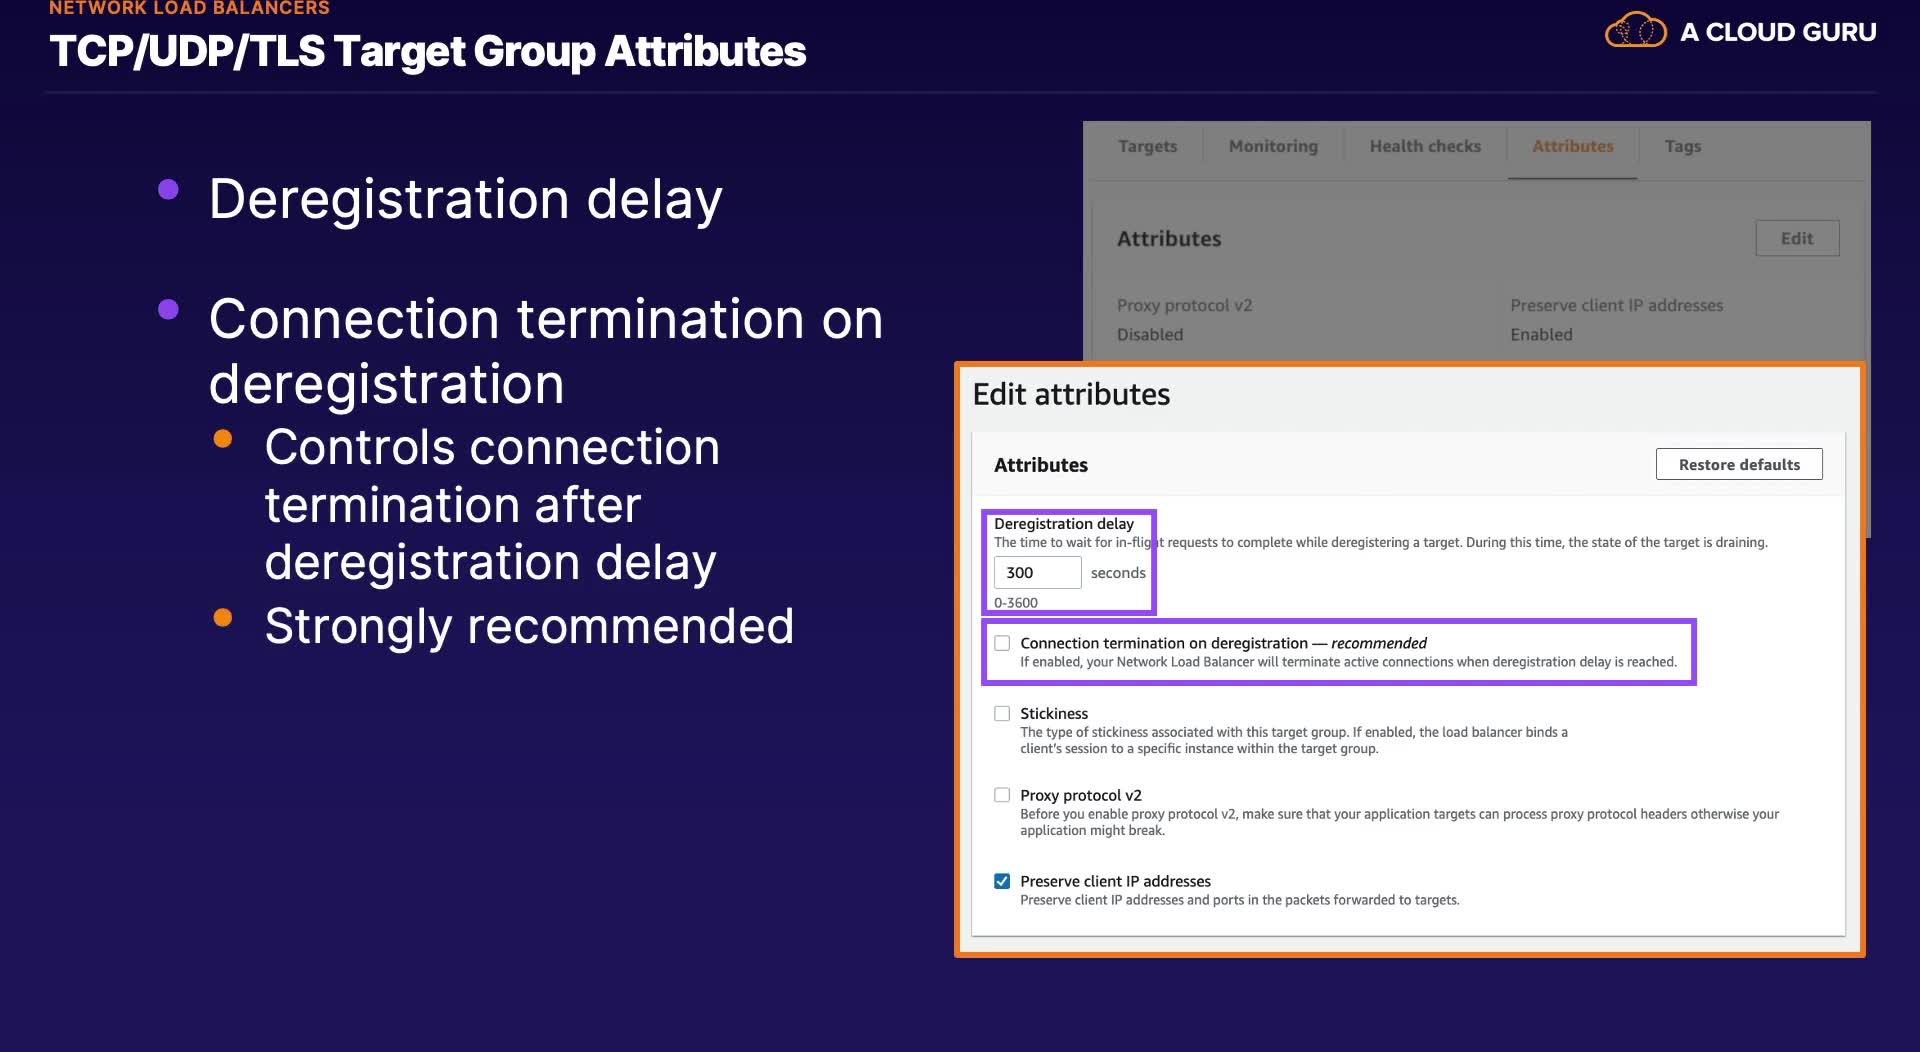 NETWORK LOAD BALANCERS
TCP/UDP/TLS Target Group Attributes
A CLOUD GURU
Deregistration delay
Connection termination on
deregistration
Controls connection
termination after
deregistration delay
Strongly recommended
Targets Monitoring Health checks Attributes Tags
Attributes Edit
Proxy protocol v2 Preserve client IP addresses
Disabled Enabled
Edit attributes
Attributes Restore defaults
Deregistration delay
The time to wait for in-flight requests to complete while deregistering a target. During this time, the state of the target is draining.
300 seconds
0-3600
Connection termination on deregistration — recommended
If enabled, your Network Load Balancer will terminate active connections when deregistration delay is reached.
Stickiness
The type of stickiness associated with this target group. If enabled, the load balancer binds a
client's session to a specific instance within the target group.
Proxy protocol v2
Before you enable proxy protocol v2, make sure that your application targets can process proxy protocol headers otherwise your
application might break.
Preserve client IP addresses
Preserve client IP addresses and ports in the packets forwarded to targets.